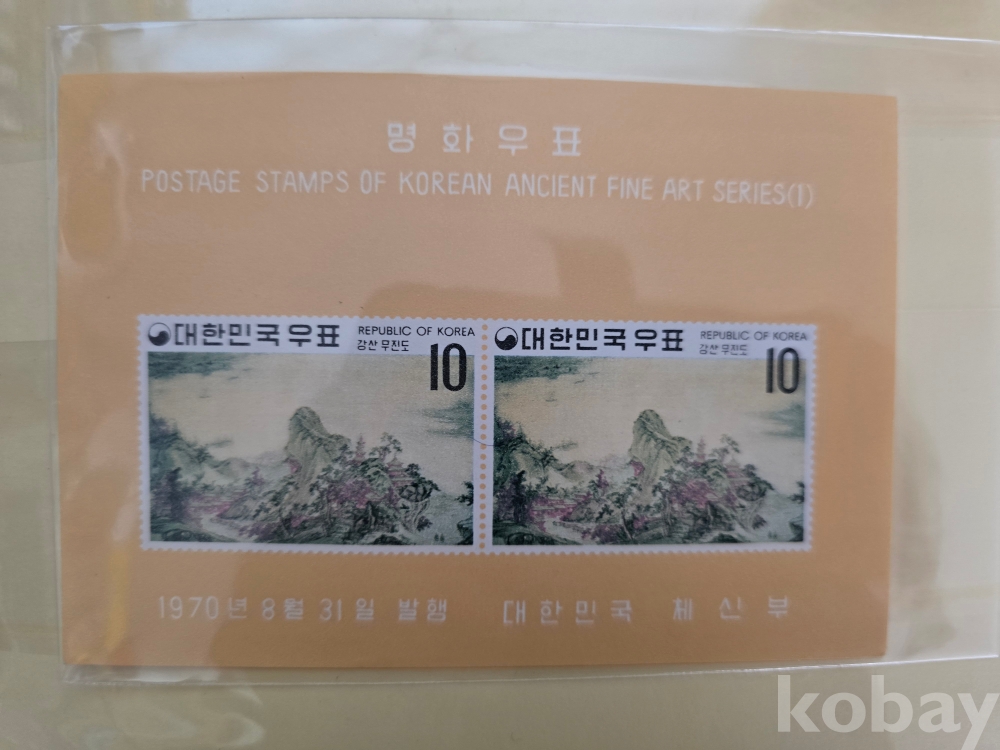 명화우표
POSTAGE STAMPS OF KOREAN ANCIENT FINE ART SERIES(1)
대한민국우표 REPUBLIC OF KOREA
강산무진도
10
대한민국우표 REPUBLIC OF KOREA
강산무진도
10
1970년 8월 31일 발행 대한민국 체신부
kobay